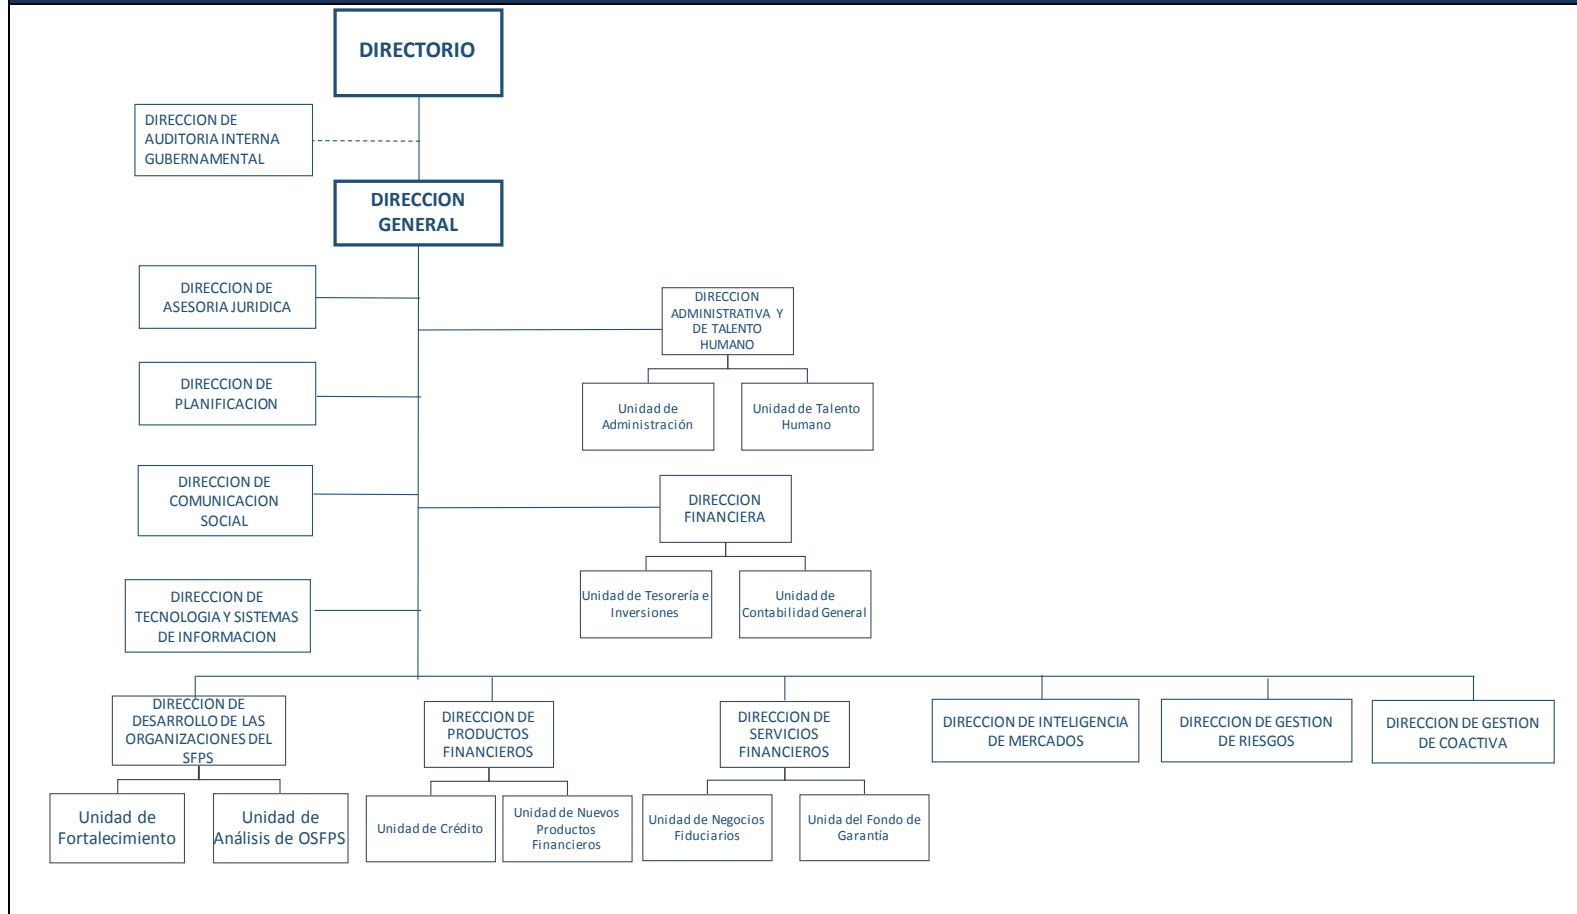 DIRECTORIO
DIRECCION DE
AUDITORIA INTERNA
GUBERNAMENTAL
DIRECCION
GENERAL
DIRECCION DE
ASESORIA JURIDICA
DIRECCION
ADMINISTRATIVA Y
DE TALENTO
HUMANO
DIRECCION DE
PLANIFICACION
Unidad de
Administración
Unidad de Talento
Humano
DIRECCION DE
COMUNICACION
SOCIAL
DIRECCION
FINANCIERA
DIRECCION DE
TECNOLOGIA Y SISTEMAS
DE INFORMACION
Unidad de Tesorería e
Inversiones
Unidad de
Contabilidad General
DIRECCION DE
DESARROLLO DE LAS
ORGANIZACIONES DEL
SFPS
DIRECCION DE
PRODUCTOS
FINANCIEROS
DIRECCION DE
SERVICIOS
FINANCIEROS
DIRECCION DE INTELIGENCIA
DE MERCADOS
DIRECCION DE GESTION
DE RIESGOS
DIRECCION DE GESTION
DE COACTIVA
Unidad de
Fortalecimiento
Unidad de
Análisis de OSFPS
Unidad de Crédito
Unidad de Nuevos
Productos
Financieros
Unidad de Negocios
Fiduciarios
Unida del Fondo de
Garantía